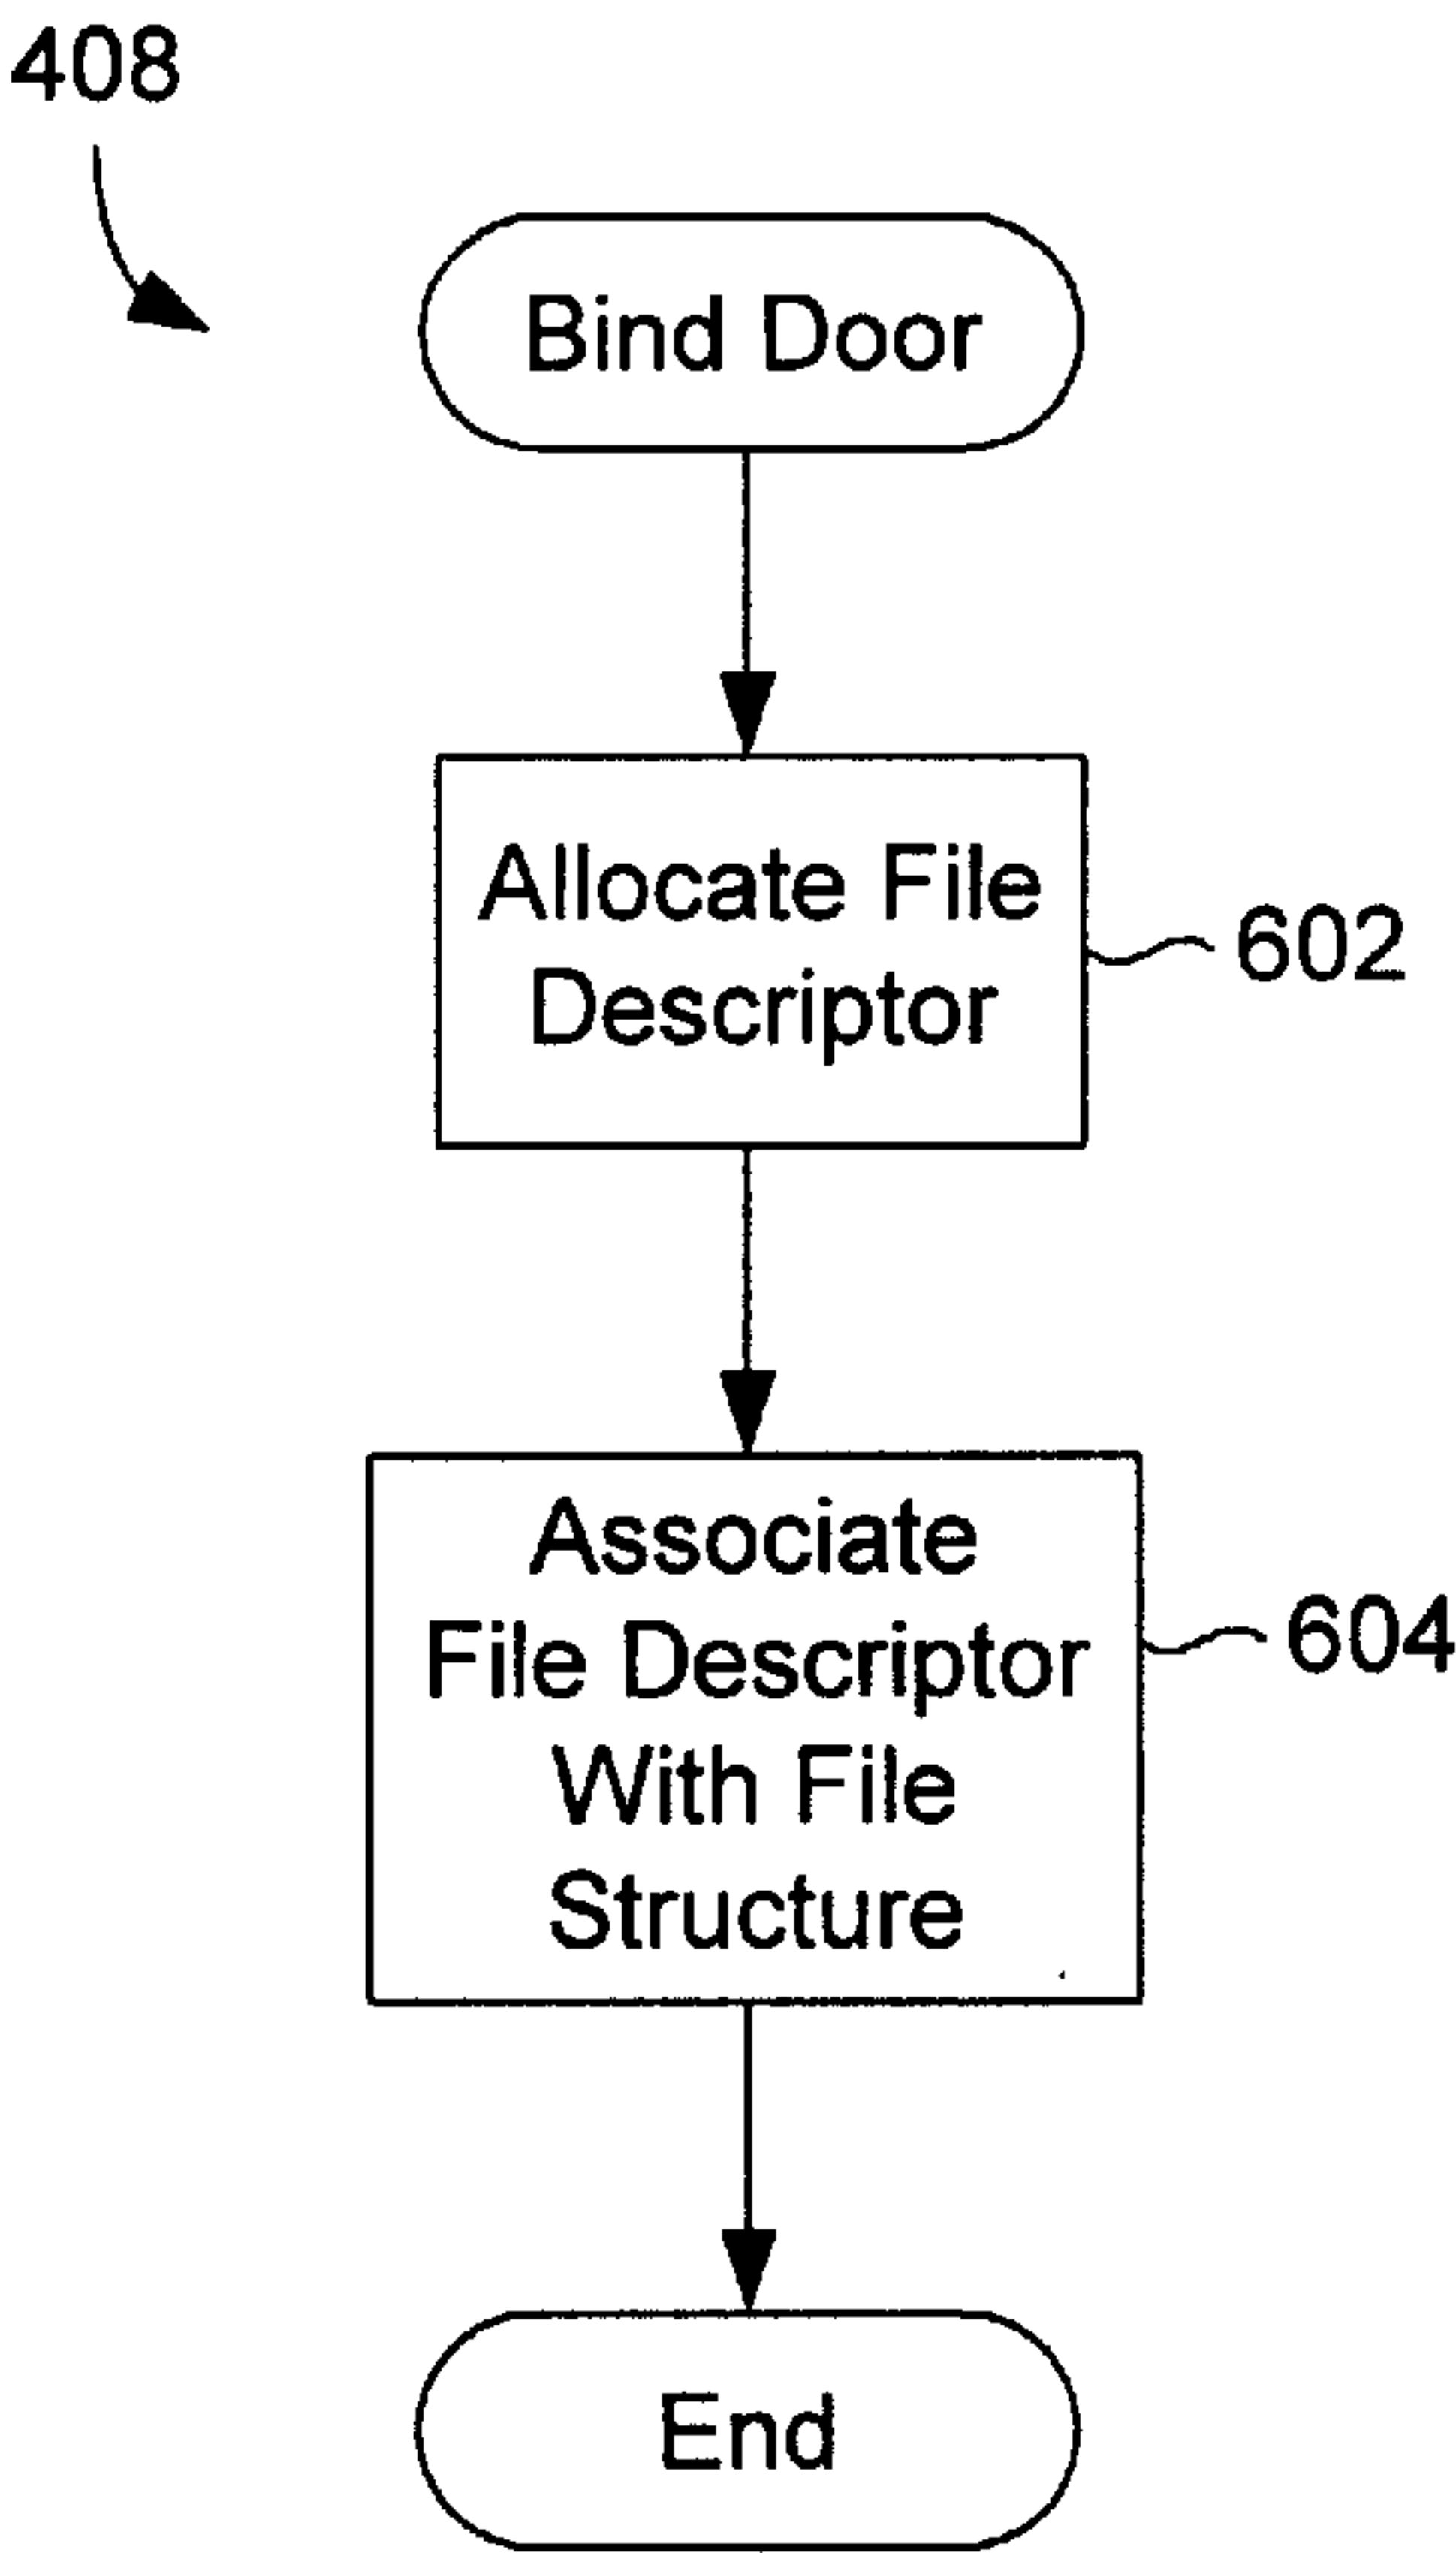 408
Bind Door
Allocate File
Descriptor
602
Associate
File Descriptor
With File
Structure
604
End